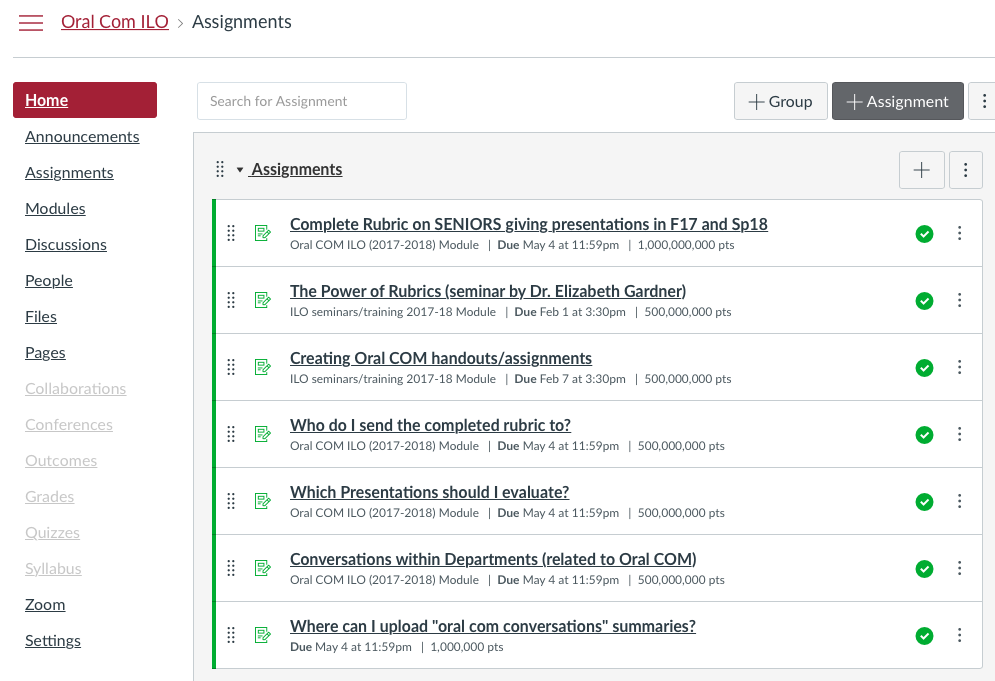 Oral Com ILO > Assignments
Home
Announcements
Assignments
Modules
Discussions
People
Files
Pages
Collaborations
Conferences
Outcomes
Grades
Quizzes
Syllabus
Zoom
Settings
Search for Assignment
+ Group
+ Assignment
Assignments
Complete Rubric on SENIORS giving presentations in F17 and Sp18
Oral COM ILO (2017-2018) Module | Due May 4 at 11:59pm | 1,000,000,000 pts
The Power of Rubrics (seminar by Dr. Elizabeth Gardner)
ILO seminars/training 2017-18 Module | Due Feb 1 at 3:30pm | 500,000,000 pts
Creating Oral COM handouts/assignments
ILO seminars/training 2017-18 Module | Due Feb 7 at 3:30pm | 500,000,000 pts
Who do I send the completed rubric to?
Oral COM ILO (2017-2018) Module | Due May 4 at 11:59pm | 500,000,000 pts
Which Presentations should I evaluate?
Oral COM ILO (2017-2018) Module | Due May 4 at 11:59pm | 500,000,000 pts
Conversations within Departments (related to Oral COM)
Oral COM ILO (2017-2018) Module | Due May 4 at 11:59pm | 500,000,000 pts
Where can I upload "oral com conversations" summaries?
Due May 4 at 11:59pm | 1,000,000 pts